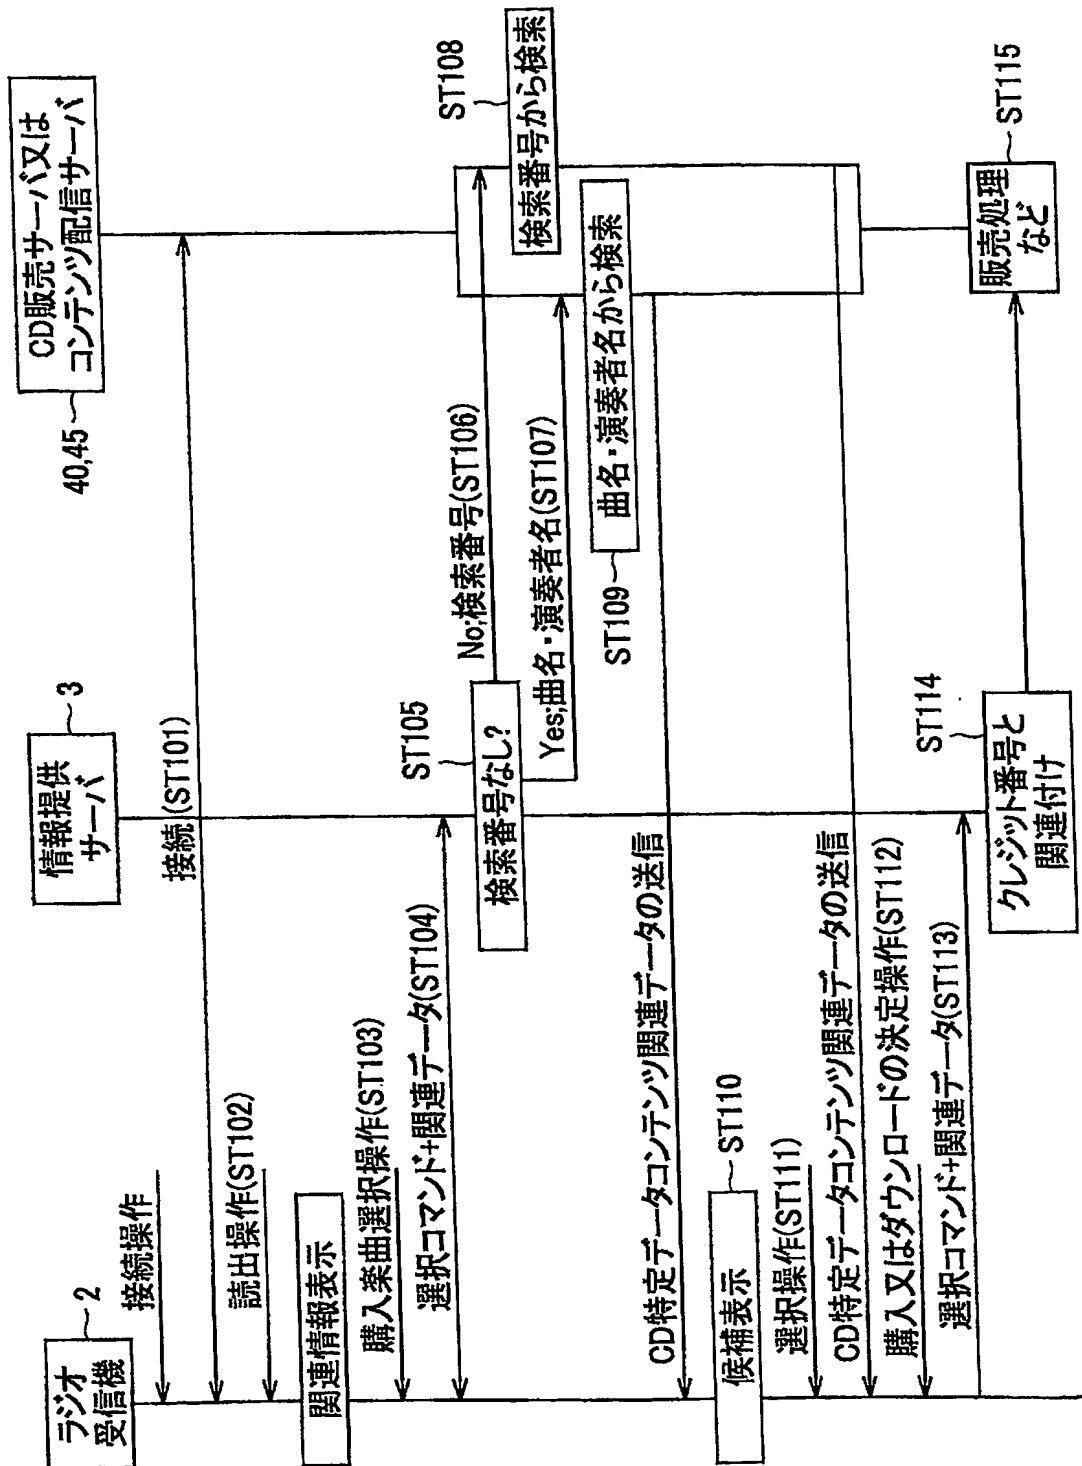 ラジオ
受信機
2
情報提供
サーバ
3
CD販売サーバ又は
コンテンツ配信サーバ
40,45
接続操作
接続(ST101)
読出操作(ST102)
関連情報表示
購入楽曲選択操作(ST103)
選択コマンド+関連データ(ST104)
検索番号なし?
ST105
No;検索番号(ST106)
Yes;曲名・演奏者名(ST107)
検索番号から検索
ST108
曲名・演奏者名から検索
ST109
CD特定データコンテンツ関連データの送信
候補表示
ST110
選択操作(ST111)
CD特定データコンテンツ関連データの送信
購入又はダウンロードの決定操作(ST112)
選択コマンド+関連データ(ST113)
クレジット番号と
関連付け
ST114
販売処理
など
ST115